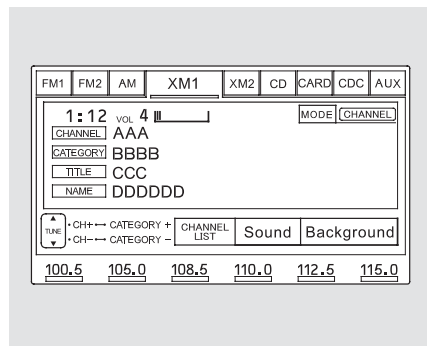 FM1 FM2 AM XM1 XM2 CD CARD CDC AUX
1:12 VOL 4 MODE CHANNEL
CHANNEL AAA
CATEGORY BBBB
TITLE CCC
NAME DDDDDD
TUNE •CH+↔ CATEGORY + CHANNEL LIST Sound Background
•CH−↔ CATEGORY −
100.5 105.0 108.5 110.0 112.5 115.0